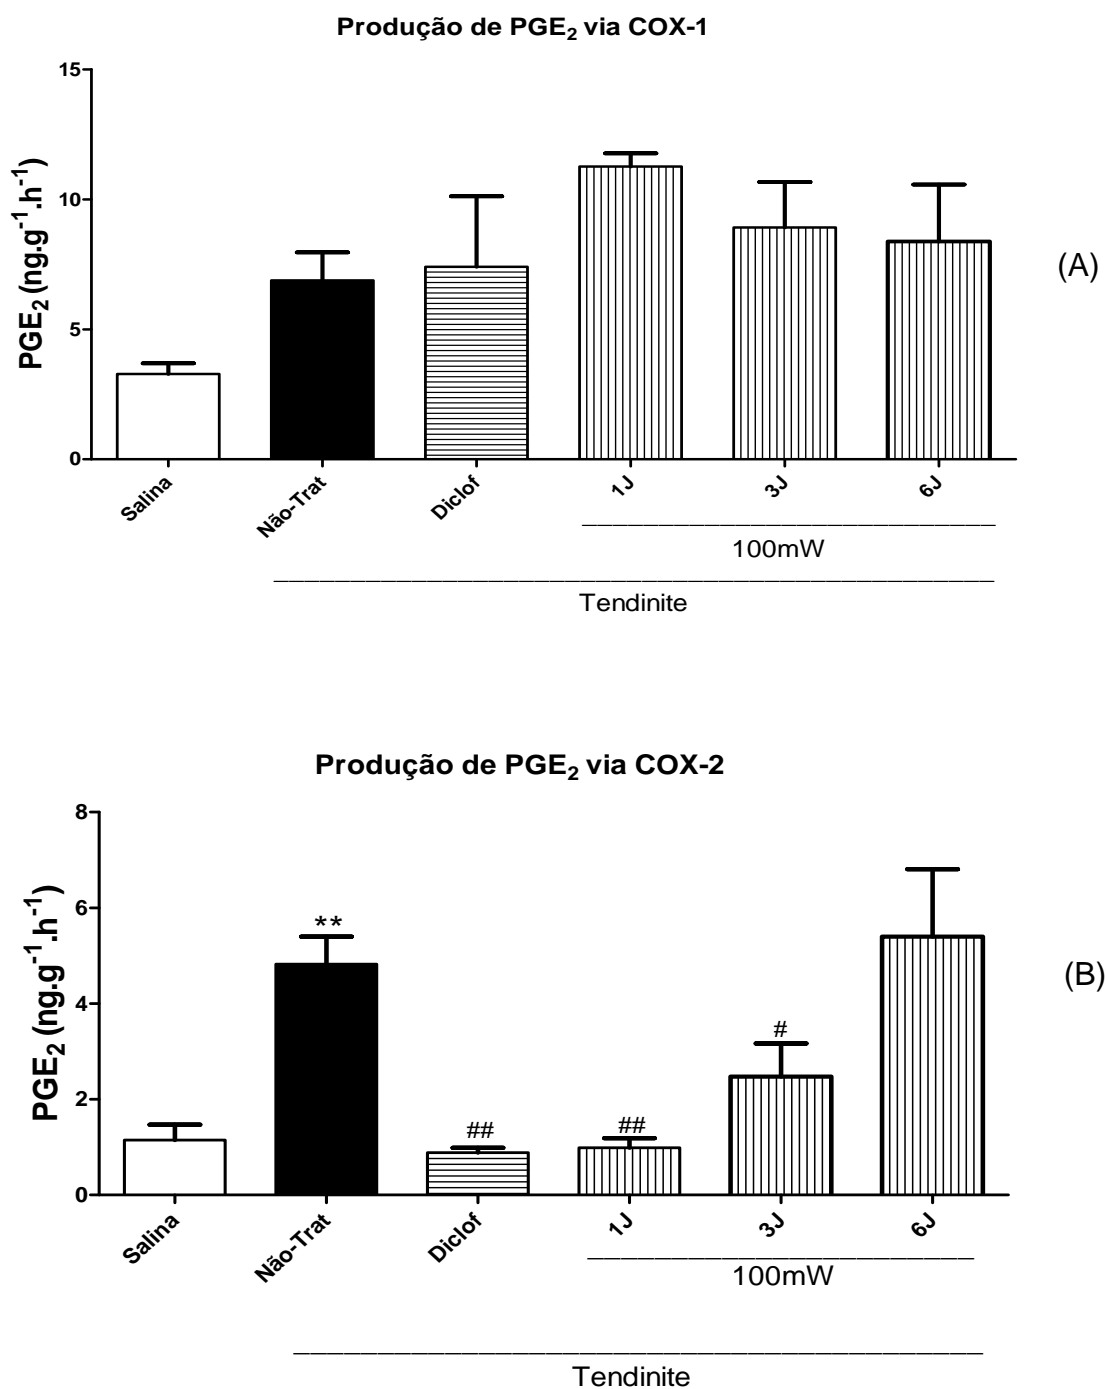 Produção de PGE₂ via COX-1
15
10
5
0
PGE₂ (ng.g⁻¹.h⁻¹)
Salina
Não-Trat
Diclof
1J
3J
6J
100mW
Tendinite
(A)
Produção de PGE₂ via COX-2
8
6
4
2
0
PGE₂ (ng.g⁻¹.h⁻¹)
**
##
##
#
Salina
Não-Trat
Diclof
1J
3J
6J
100mW
Tendinite
(B)